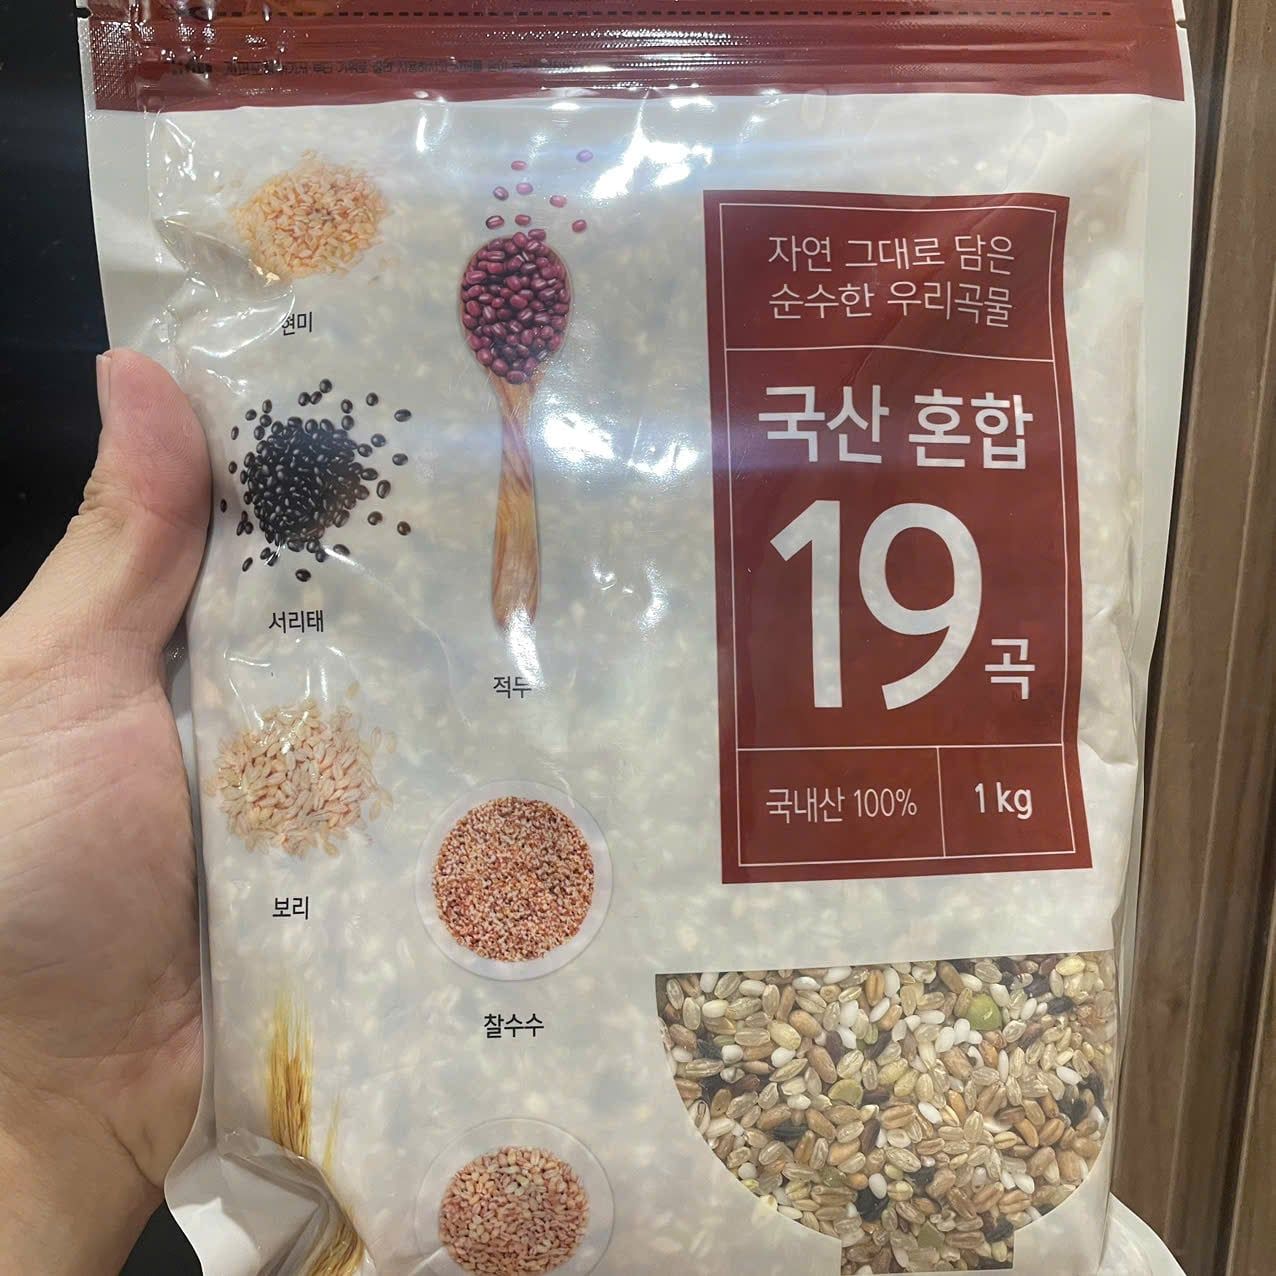 자연 그대로 담은
순수한 우리곡물
국산 혼합
19곡
국내산 100%
1kg
현미
서리태
적두
보리
찰수수